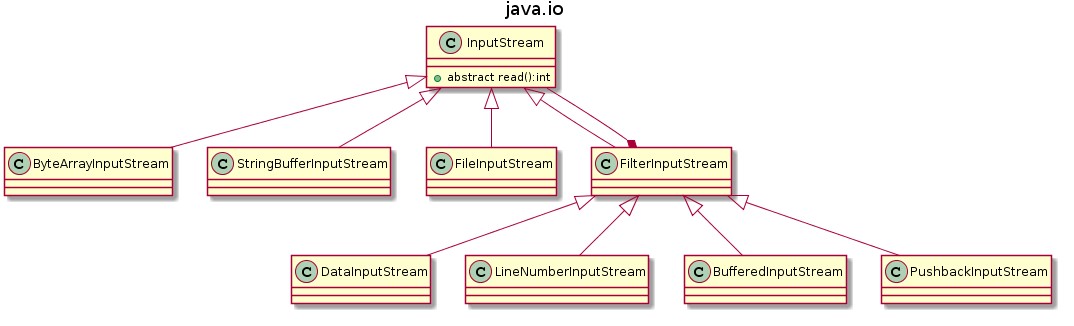 java.io
C InputStream
abstract read():int
C ByteArrayInputStream
C StringBufferInputStream
C FileInputStream
C FilterInputStream
C DataInputStream
C LineNumberInputStream
C BufferedInputStream
C PushbackInputStream